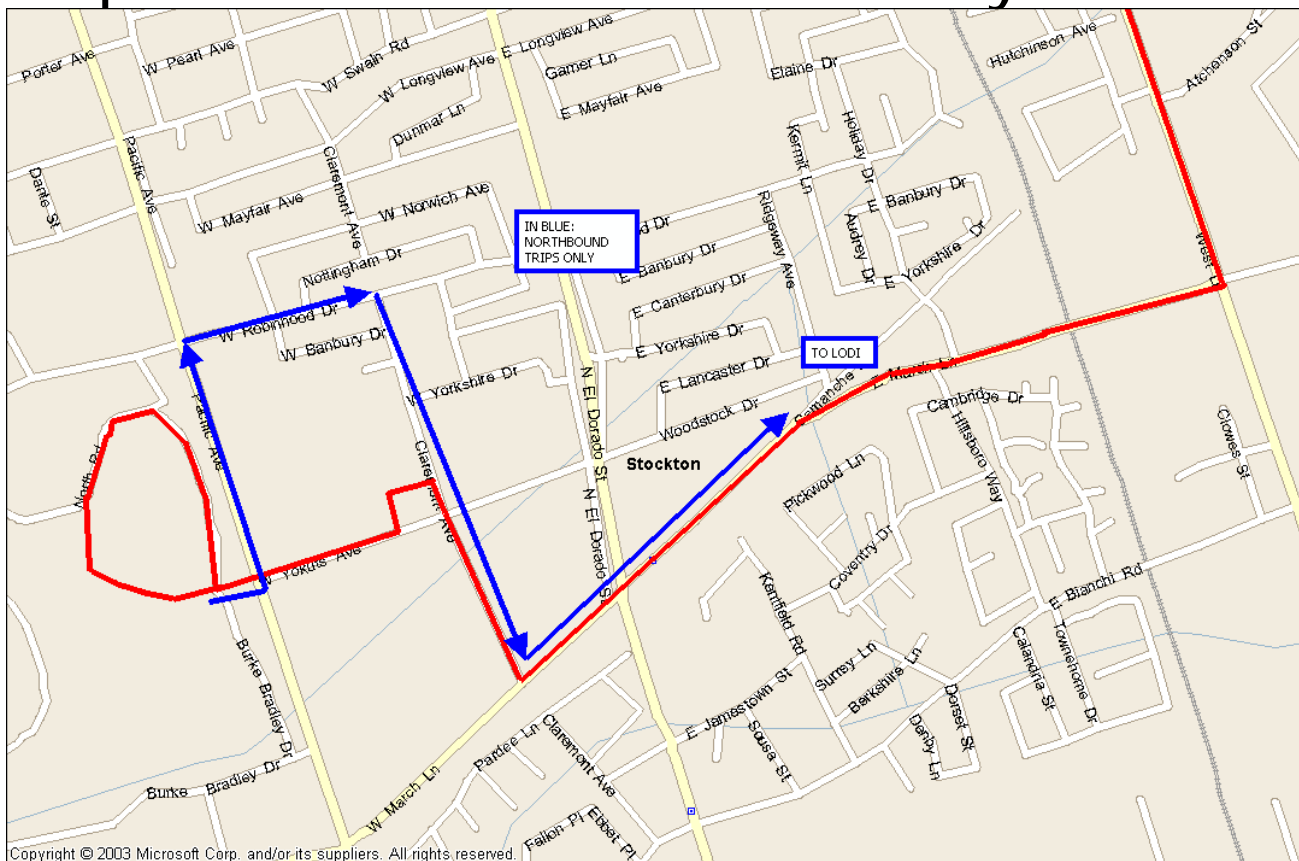 Porter Ave
W Pearl Ave
W Swain Rd
W Longview Ave
E Longview Ave
Garner Ln
E Mayfair Ave
Elaine Dr
Hutchinson Ave
Atchenson St
Dunmar Ln
Pacific Ave
Claremont Ave
Dante St
W Mayfair Ave
W Norwich Ave
Nottingham Dr
IN BLUE:
NORTHBOUND
TRIPS ONLY
Kermit Ln
Holiday Dr
E Banbury Dr
Ridgeway Ave
Audrey Dr
E Yorkshire Dr
E Banbury Dr
E Canterbury Dr
W Robinhood Dr
W Banbury Dr
E Yorkshire Dr
TO LODI
W Yorkshire Dr
E Lancaster Dr
Woodstock Dr
E March Ln
Cambridge Dr
Pacific Ave
N El Dorado St
Claremont Ave
Stockton
North Rd
Pickwood Ln
Hillsboro Way
Clowes St
N El Dorado St
W Yokuts Ave
Coventry Dr
Kentfield Rd
E Bianchi Rd
Burke Bradley Dr
Surrey Ln
Berkshire Ln
Calandria St
Townehome Dr
E Jamestown St
Sousa St
Dorset St
Denby Ln
Pardee Ln
Claremont Ave
Burke Bradley Dr
W March Ln
Fallon Pl
Ebbet Pl
Copyright © 2003 Microsoft Corp. and/or its suppliers. All rights reserved.